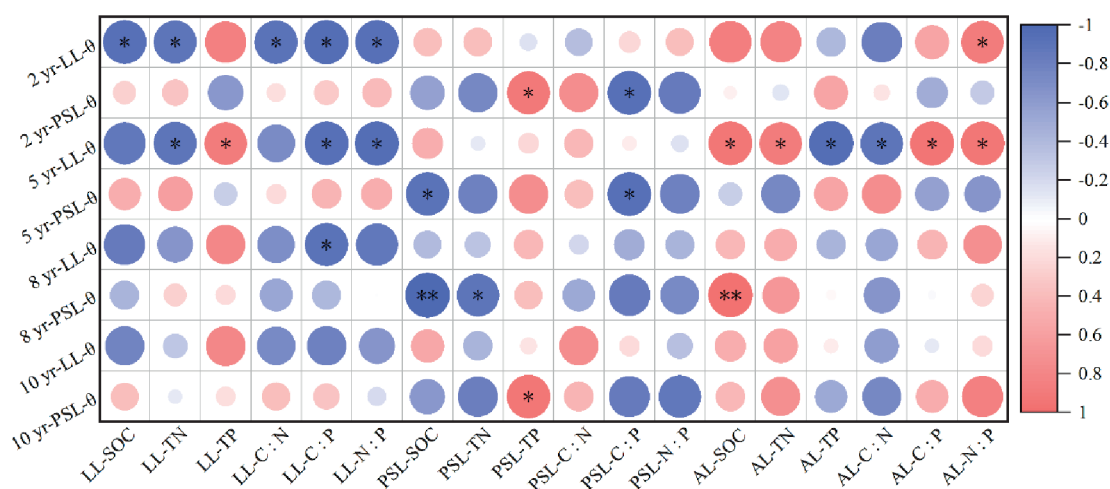 2 yr-LL-θ * * * * * *
2 yr-PSL-θ * *
5 yr-LL-θ * * * * * * * * * *
5 yr-PSL-θ * *
8 yr-LL-θ *
8 yr-PSL-θ ** * **
10 yr-LL-θ
10 yr-PSL-θ *
LL-SOC LL-TN LL-TP LL-C : N LL-C : P LL-N : P PSL-SOC PSL-TN PSL-TP PSL-C : N PSL-C : P PSL-N : P AL-SOC AL-TN AL-TP AL-C : N AL-C : P AL-N : P
-1
-0.8
-0.6
-0.4
-0.2
0
0.2
0.4
0.6
0.8
1